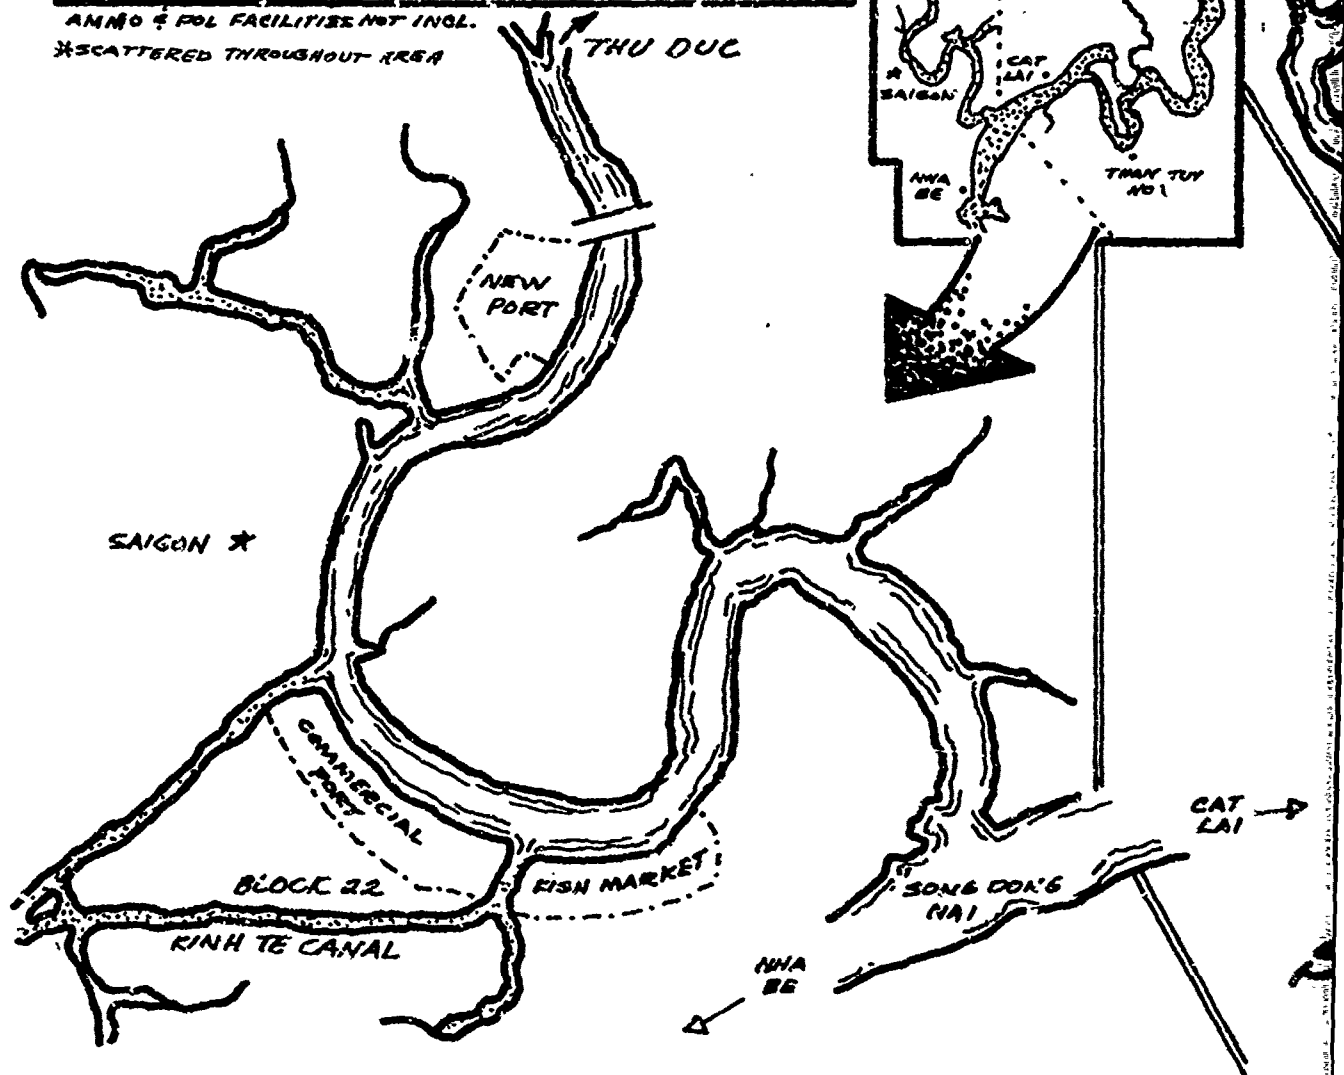 AMMO & POL FACILITIES NOT INCL.
*SCATTERED THROUGHOUT AREA
THU DUC
CAT
LAI
* SAIGON
NHA
BE
THAN TUY
NO 1
NEW
PORT
SAIGON *
COMMERCIAL
PORT
BLOCK 22
FISH MARKET
KINH TE CANAL
SONG DONG
NAI
CAT
LAI
NHA
BE